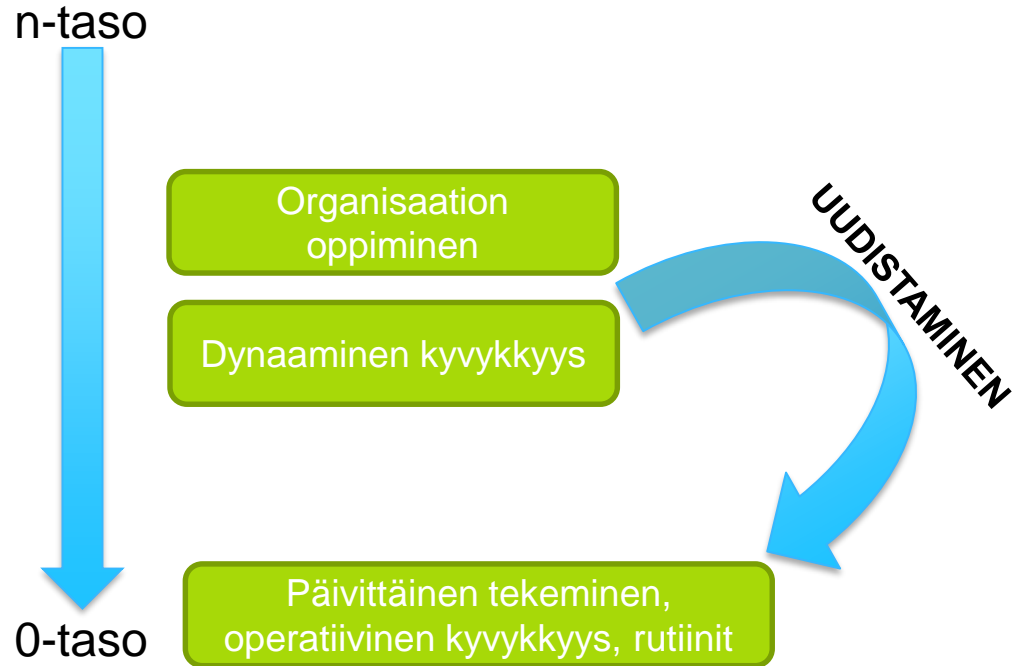 n-taso
Organisaation
oppiminen
UUDISTAMINEN
Dynaaminen kyvykkyys
Päivittäinen tekeminen,
operatiivinen kyvykkyys, rutiinit
0-taso